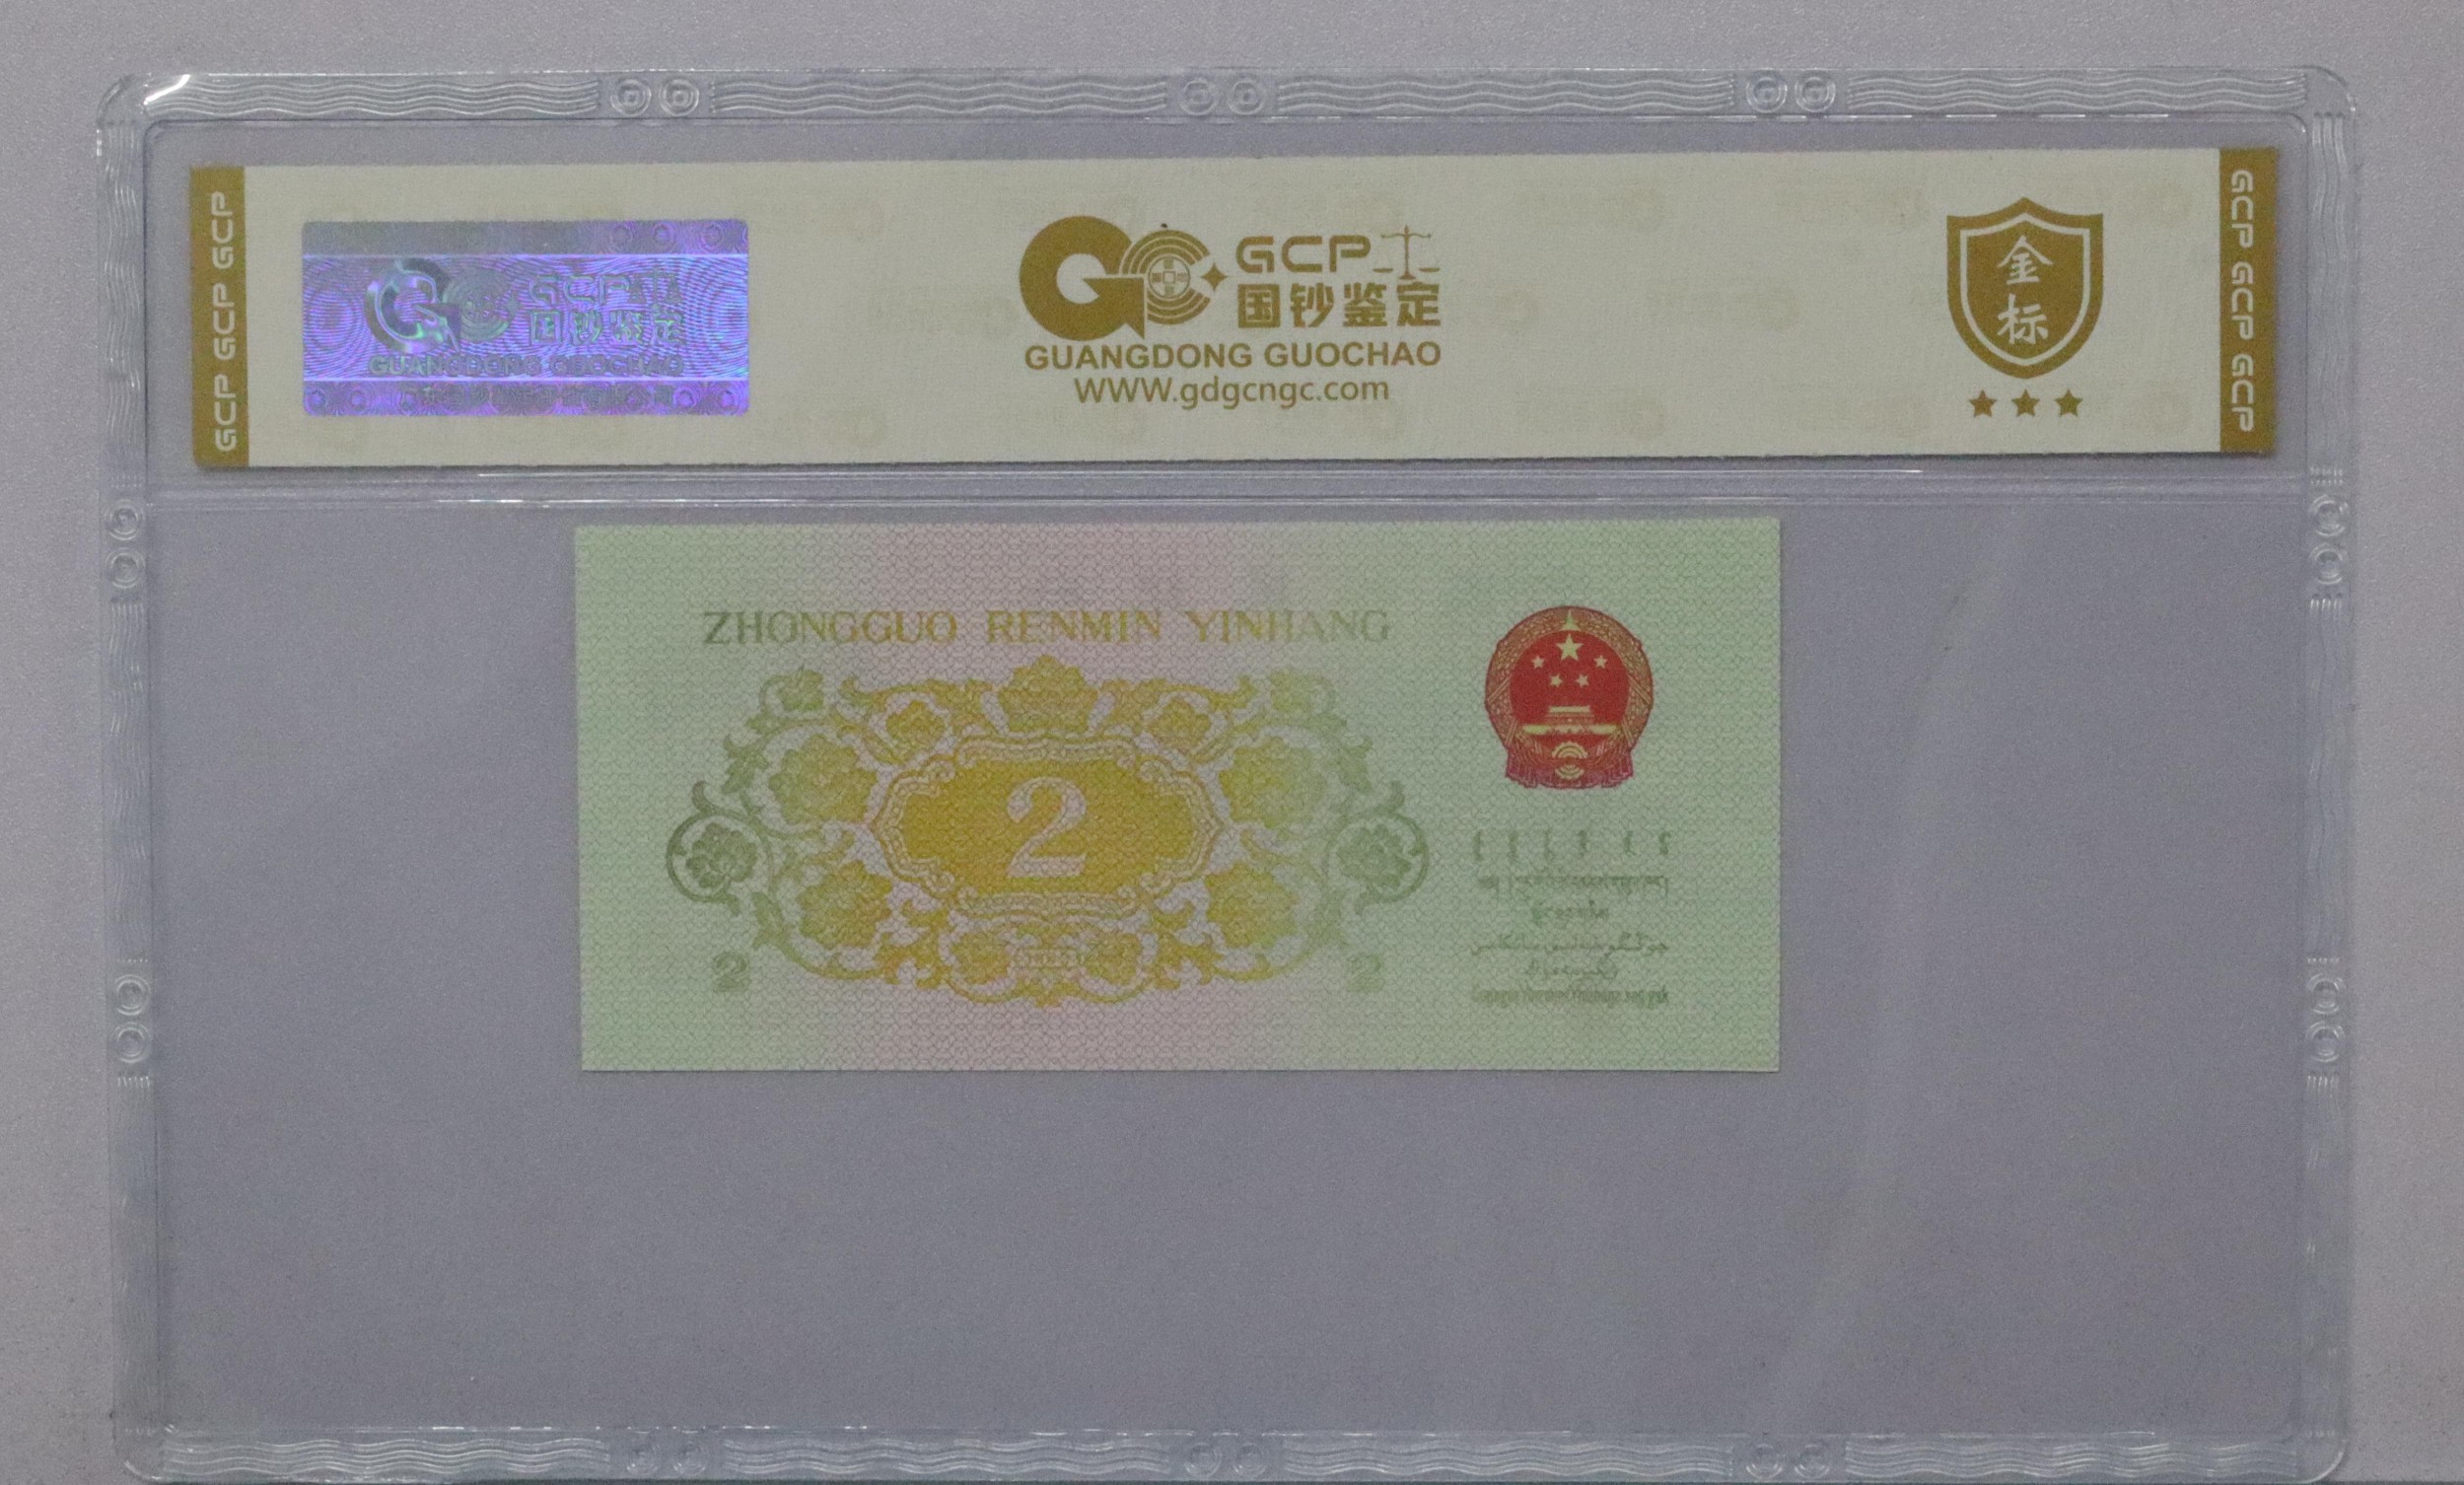 GCP GCP GCP
GCP
国钞鉴定
GUANGDONG GUOCHAO
GCP
国钞鉴定
GUANGDONG GUOCHAO
WWW.gdgcngc.com
金
标
GCP GCP GCP
ZHONGGUO RENMIN YINHANG
2
2
2